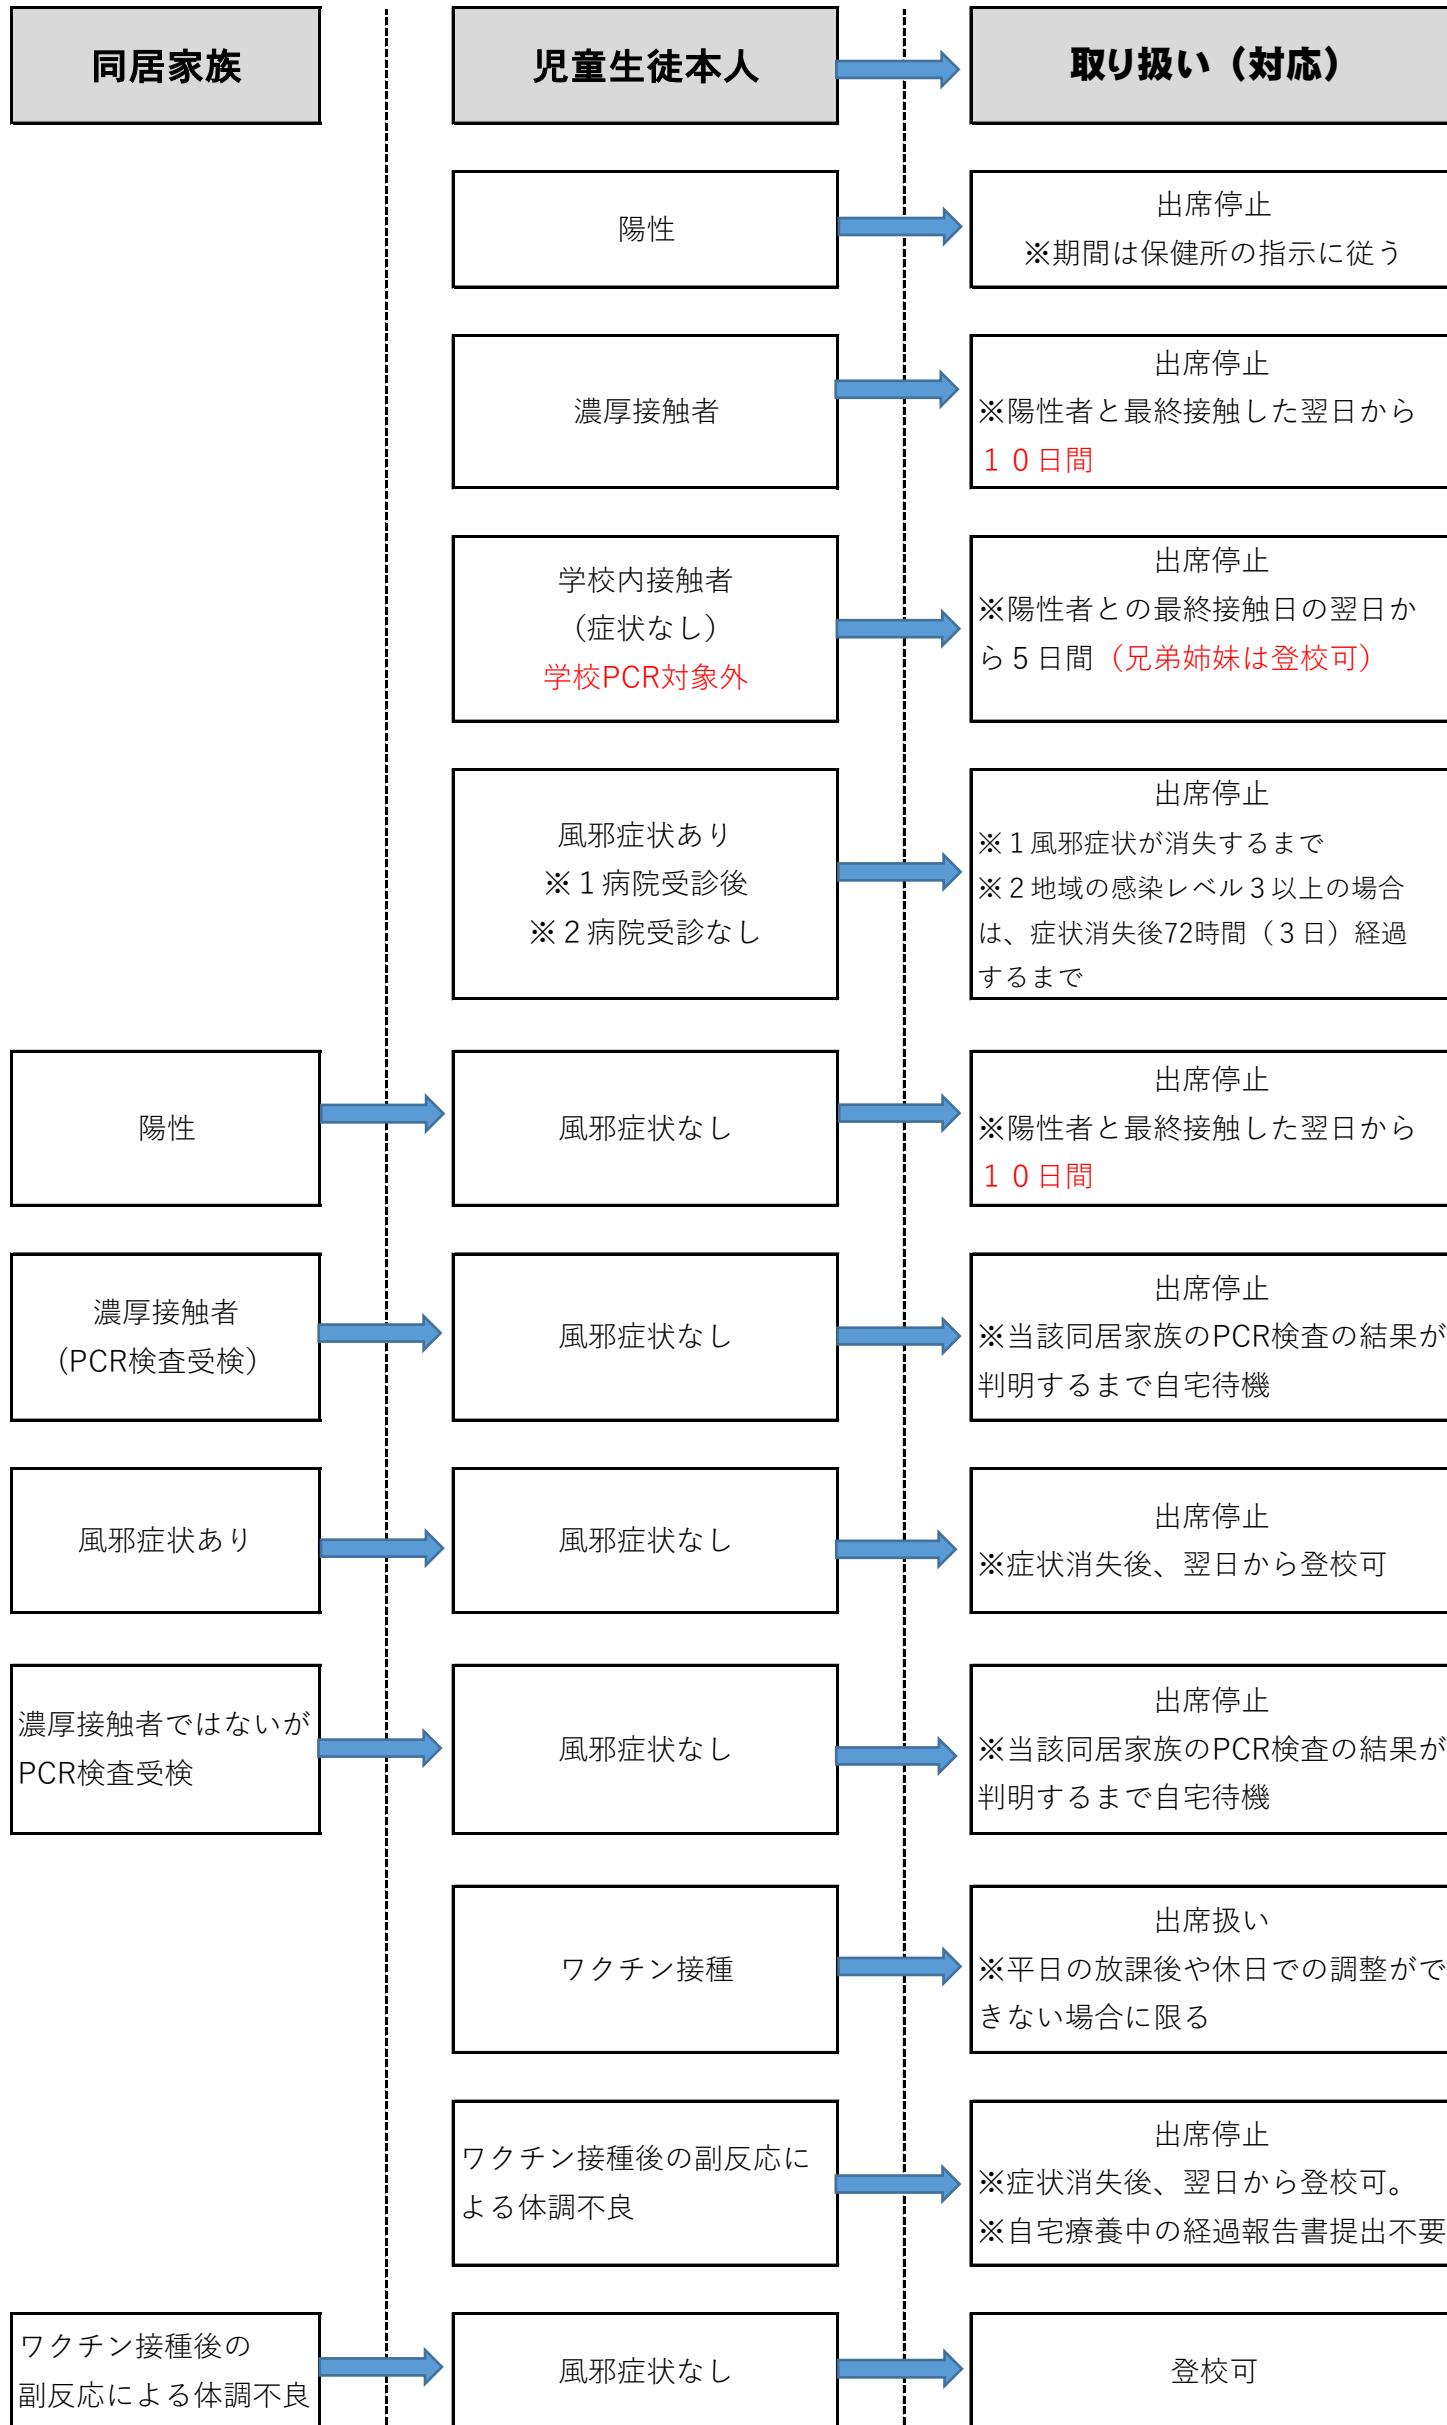 同居家族
児童生徒本人
取り扱い（対応）
陽性
出席停止
※期間は保健所の指示に従う
濃厚接触者
出席停止
※陽性者と最終接触した翌日から
１０日間
学校内接触者
（症状なし）
学校PCR対象外
出席停止
※陽性者との最終接触日の翌日か
ら５日間（兄弟姉妹は登校可）
風邪症状あり
※１病院受診後
※２病院受診なし
出席停止
※１風邪症状が消失するまで
※２地域の感染レベル３以上の場合
は、症状消失後72時間（３日）経過
するまで
陽性
風邪症状なし
出席停止
※陽性者と最終接触した翌日から
１０日間
濃厚接触者
（PCR検査受検）
風邪症状なし
出席停止
※当該同居家族のPCR検査の結果が
判明するまで自宅待機
風邪症状あり
風邪症状なし
出席停止
※症状消失後、翌日から登校可
濃厚接触者ではないが
PCR検査受検
風邪症状なし
出席停止
※当該同居家族のPCR検査の結果が
判明するまで自宅待機
ワクチン接種
出席扱い
※平日の放課後や休日での調整がで
きない場合に限る
ワクチン接種後の副反応に
よる体調不良
出席停止
※症状消失後、翌日から登校可。
※自宅療養中の経過報告書提出不要
ワクチン接種後の
副反応による体調不良
風邪症状なし
登校可